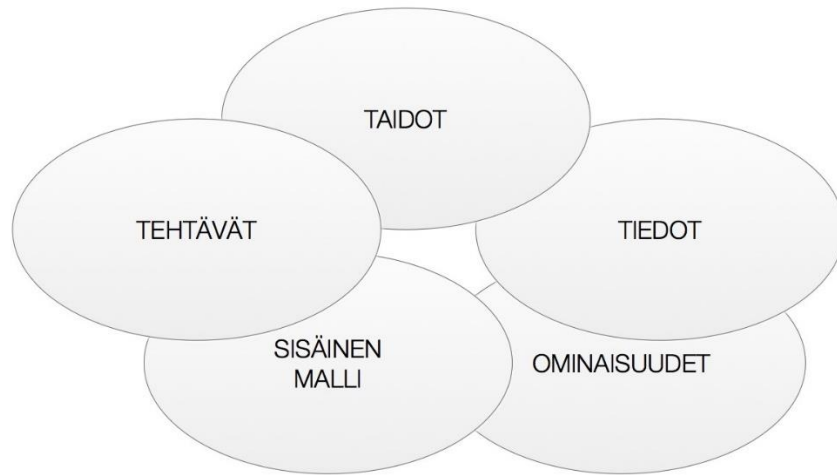 TAIDOT
TEHTÄVÄT
TIEDOT
SISÄINEN
MALLI
OMINAISUUDET